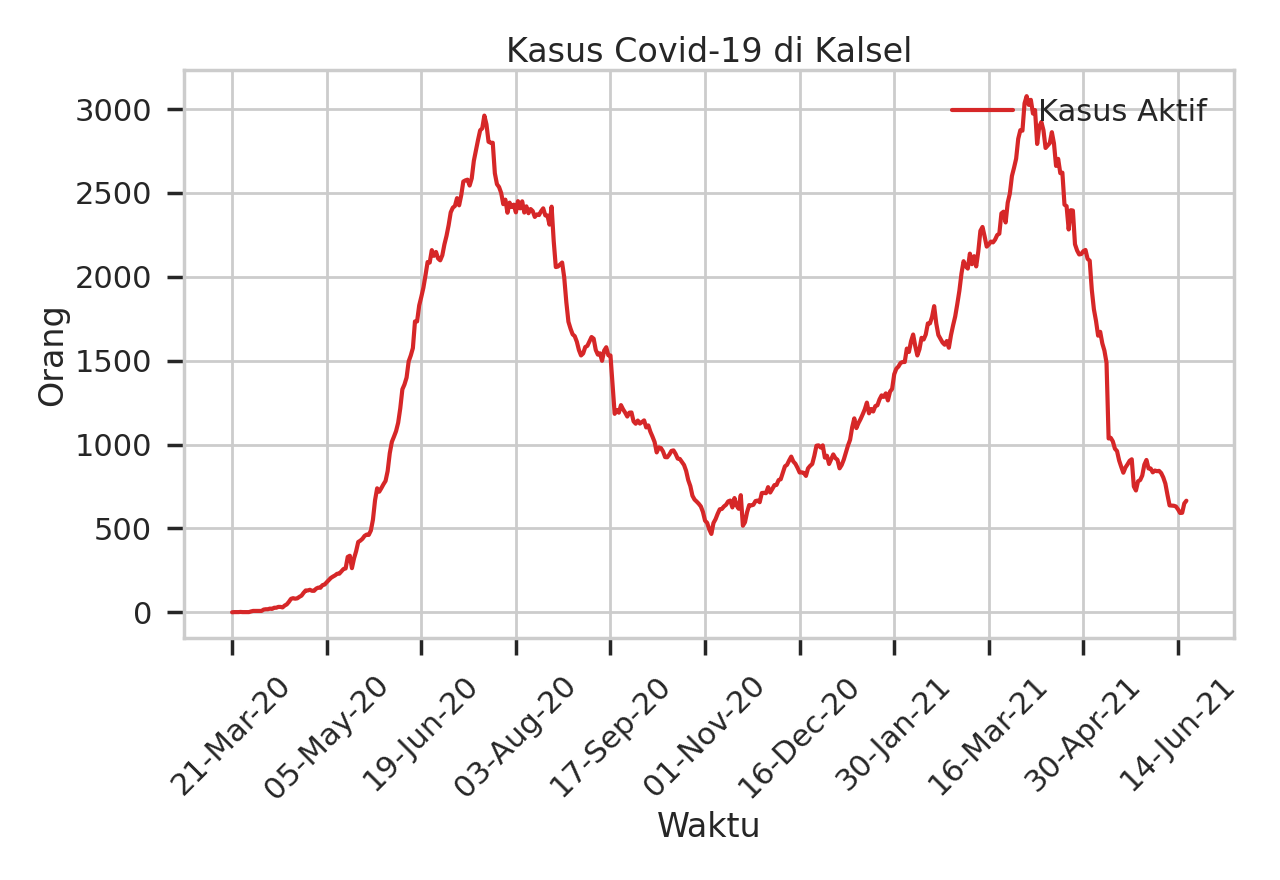 Kasus Covid-19 di Kalsel
Kasus Aktif
Orang
3000
2500
2000
1500
1000
500
0
21-Mar-20
05-May-20
19-Jun-20
03-Aug-20
17-Sep-20
01-Nov-20
16-Dec-20
30-Jan-21
16-Mar-21
30-Apr-21
14-Jun-21
Waktu